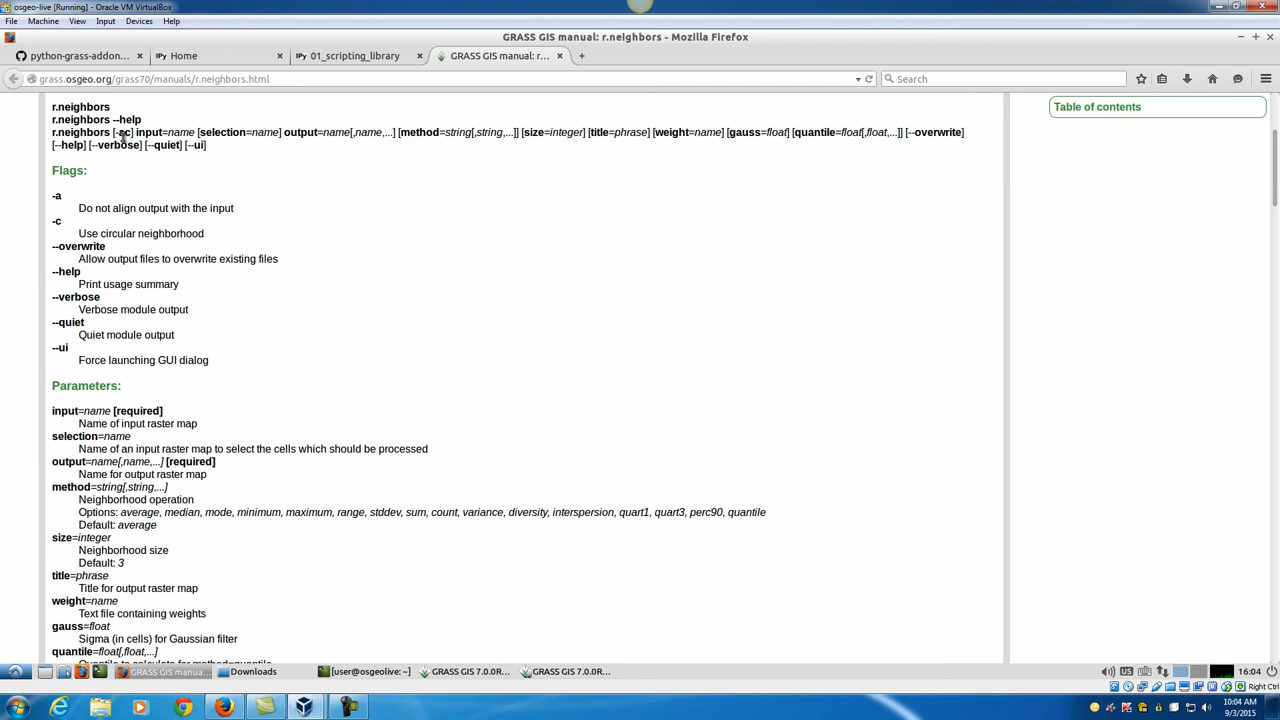 osgeo-live [Running] - Oracle VM VirtualBox
File Machine View Input Devices Help
GRASS GIS manual: r.neighbors - Mozilla Firefox
python-grass-addon... IPy Home IPy 01_scripting_library GRASS GIS manual: r...
grass.osgeo.org/grass70/manuals/r.neighbors.html Search
r.neighbors
r.neighbors --help
r.neighbors [-ac] input=name [selection=name] output=name[,name,...] [method=string[,string,...]] [size=integer] [title=phrase] [weight=name] [gauss=float] [quantile=float[,float,...]] [--overwrite]
[--help] [--verbose] [--quiet] [--ui]
Table of contents
Flags:
-a
Do not align output with the input
-c
Use circular neighborhood
--overwrite
Allow output files to overwrite existing files
--help
Print usage summary
--verbose
Verbose module output
--quiet
Quiet module output
--ui
Force launching GUI dialog
Parameters:
input=name [required]
Name of input raster map
selection=name
Name of an input raster map to select the cells which should be processed
output=name[,name,...] [required]
Name for output raster map
method=string[,string,...]
Neighborhood operation
Options: average, median, mode, minimum, maximum, range, stddev, sum, count, variance, diversity, interspersion, quart1, quart3, perc90, quantile
Default: average
size=integer
Neighborhood size
Default: 3
title=phrase
Title for output raster map
weight=name
Text file containing weights
gauss=float
Sigma (in cells) for Gaussian filter
quantile=float[,float,...]
Quantile to calculate for method=quantile
GRASS GIS manua... Downloads [user@osgeolive: ~] GRASS GIS 7.0.0R... GRASS GIS 7.0.0R... US 16:04
Right Ctrl
10:04 AM
9/3/2015